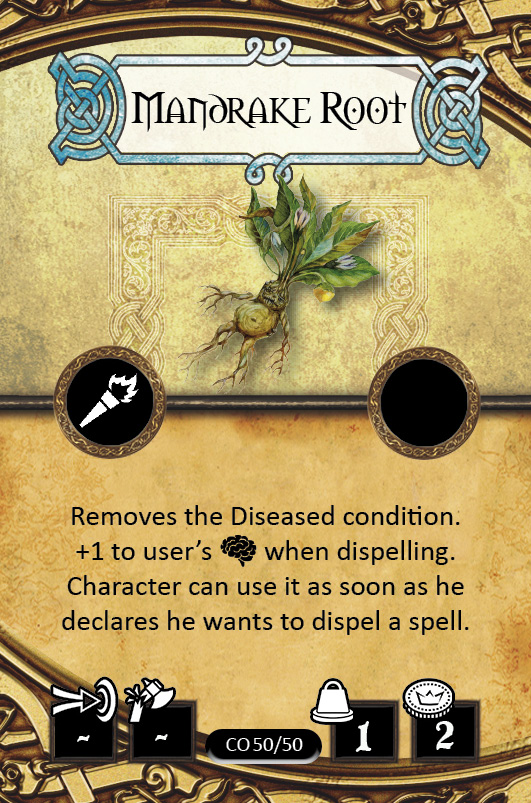 Mandrake Root
Removes the Diseased condition.
+1 to user's when dispelling.
Character can use it as soon as he
declares he wants to dispel a spell.
~ ~ CO 50/50 1 2